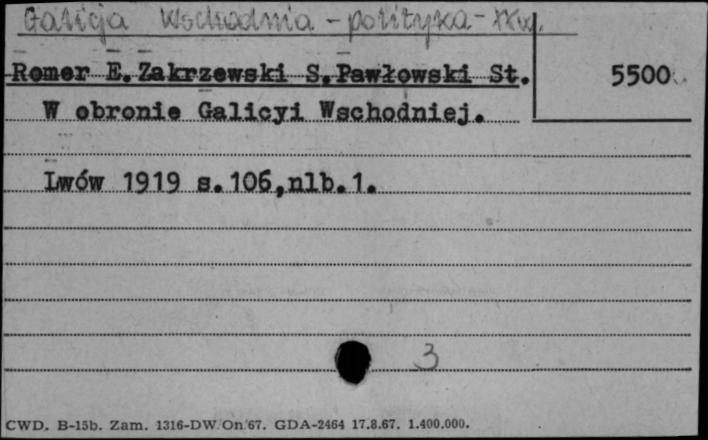 Galicja Wschodnia - polityka - XXw.
Romer E. Zakrzewski S. Pawłowski St. 5500
W obronie Galicyi Wschodniej.
Lwów 1919 s. 106, nlb. 1.
3
CWD. B-15b. Zam. 1316-DW/On/67. GDA-2464 17.8.67. 1.400.000.